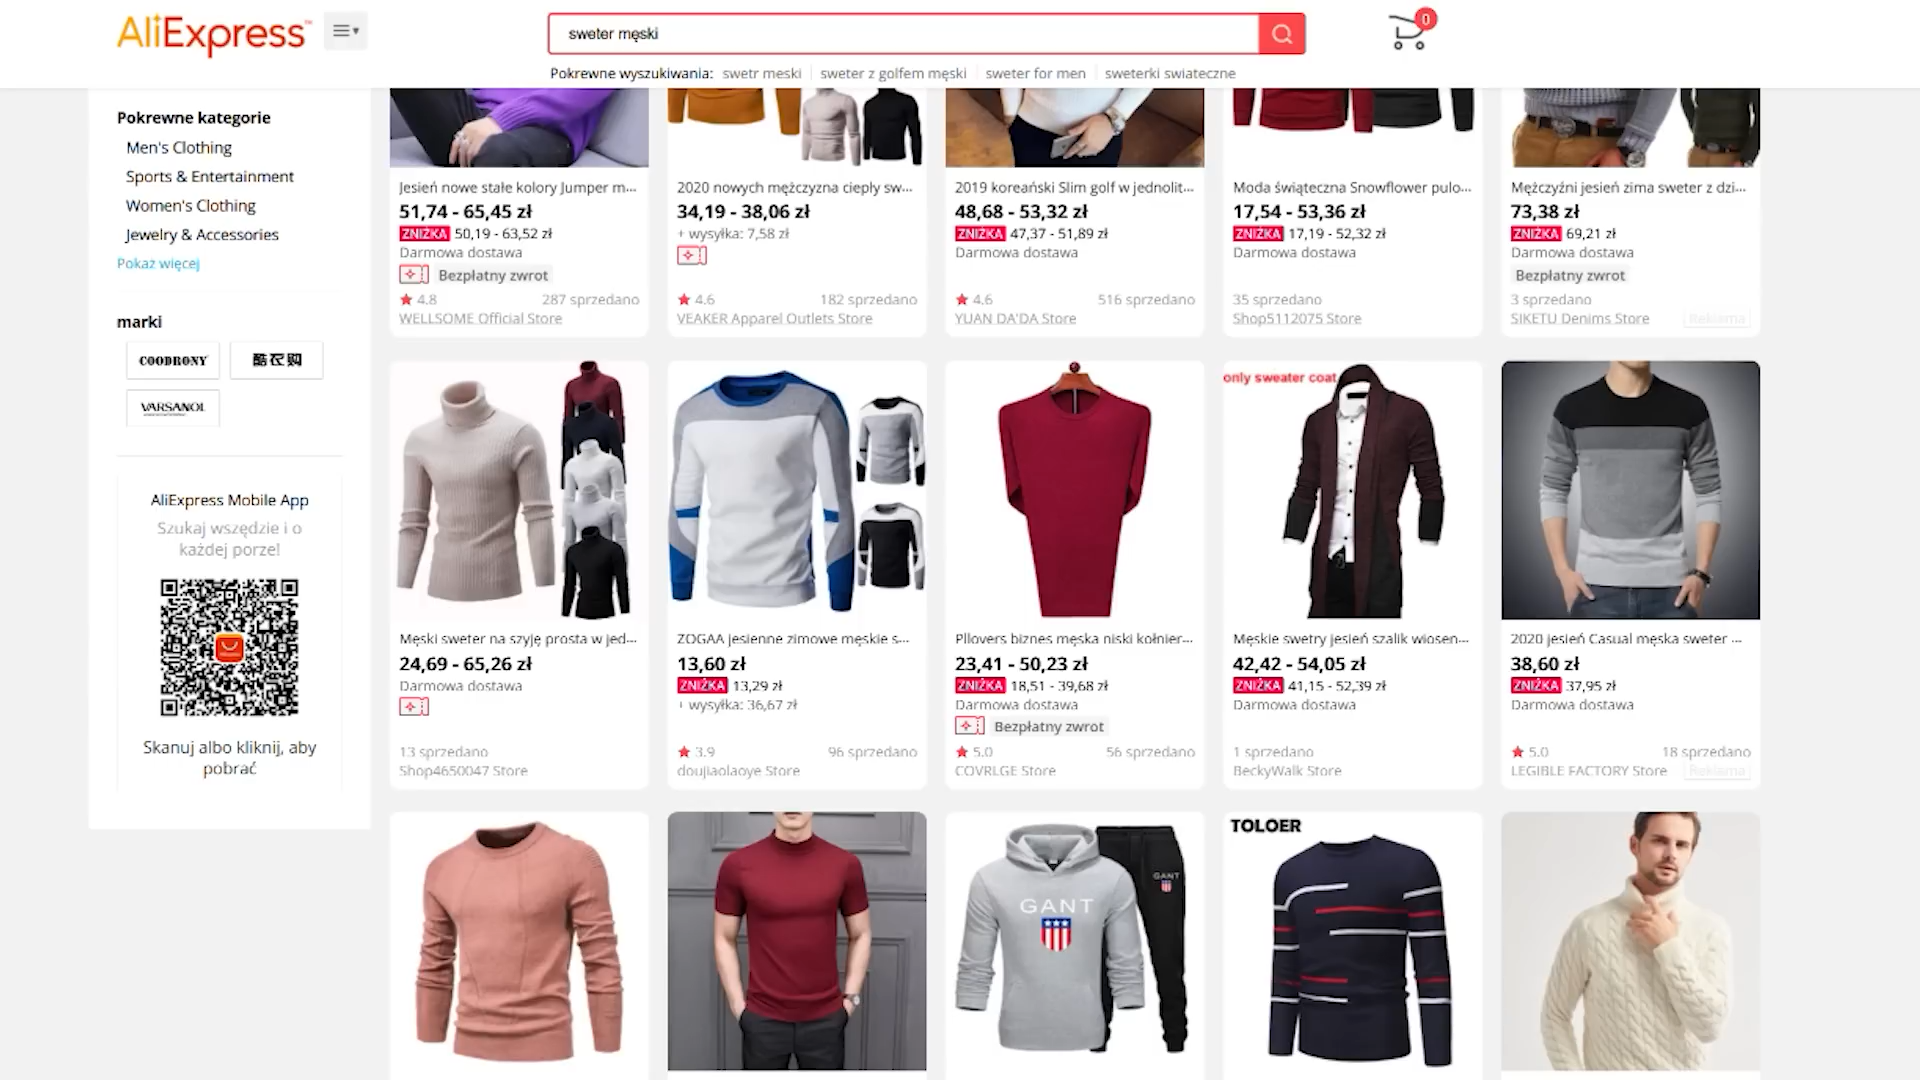 AliExpress™
0
sweter męski
Pokrewne wyszukiwania: swetr meski sweter z golfem męski sweter for men sweterki swiateczne
Pokrewne kategorie
Men's Clothing
Sports & Entertainment
Women's Clothing
Jewelry & Accessories
Pokaż więcej
marki
COODRONY
酷衣购
VARSANOL
AliExpress Mobile App
Szukaj wszędzie i o
każdej porze!
Skanuj albo kliknij, aby
pobrać
Jesień nowe stałe kolory Jumper m...
51,74 - 65,45 zł
ZNIŻKA 50,19 - 63,52 zł
Darmowa dostawa
Bezpłatny zwrot
4.8 287 sprzedano
WELLSOME Official Store
2020 nowych mężczyzna ciepły sw...
34,19 - 38,06 zł
+ wysyłka: 7,58 zł
4.6 182 sprzedano
VEAKER Apparel Outlets Store
2019 koreański Slim golf w jednolit...
48,68 - 53,32 zł
ZNIŻKA 47,37 - 51,89 zł
Darmowa dostawa
4.6 516 sprzedano
YUAN DA'DA Store
Moda świąteczna Snowflower pulo...
17,54 - 53,36 zł
ZNIŻKA 17,19 - 52,32 zł
Darmowa dostawa
35 sprzedano
Shop5112075 Store
Mężczyźni jesień zima sweter z dzi...
73,38 zł
ZNIŻKA 69,21 zł
Darmowa dostawa
Bezpłatny zwrot
3 sprzedano
SIKETU Denims Store Reklama
Męski sweter na szyję prosta w jed...
24,69 - 65,26 zł
Darmowa dostawa
13 sprzedano
Shop4650047 Store
ZOGAA jesienne zimowe męskie s...
13,60 zł
ZNIŻKA 13,29 zł
+ wysyłka: 36,67 zł
3.9 96 sprzedano
doujiaolaoye Store
Pllovers biznes męska niski kołnier...
23,41 - 50,23 zł
ZNIŻKA 18,51 - 39,68 zł
Darmowa dostawa
Bezpłatny zwrot
5.0 56 sprzedano
COVRLGE Store
only sweater coat
Męskie swetry jesień szalik wiosen...
42,42 - 54,05 zł
ZNIŻKA 41,15 - 52,39 zł
Darmowa dostawa
1 sprzedano
BeckyWalk Store
2020 jesień Casual męska sweter ...
38,60 zł
ZNIŻKA 37,95 zł
Darmowa dostawa
5.0 18 sprzedano
LEGIBLE FACTORY Store Reklama
GANT
GANT
TOLOER